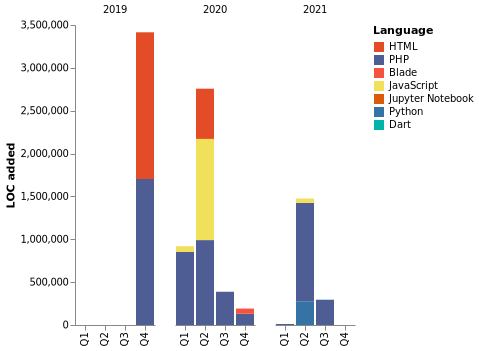 2019 2020 2021
Language
HTML
PHP
Blade
JavaScript
Jupyter Notebook
Python
Dart
LOC added
3,500,000
3,000,000
2,500,000
2,000,000
1,500,000
1,000,000
500,000
0
Q1 Q2 Q3 Q4 Q1 Q2 Q3 Q4 Q1 Q2 Q3 Q4